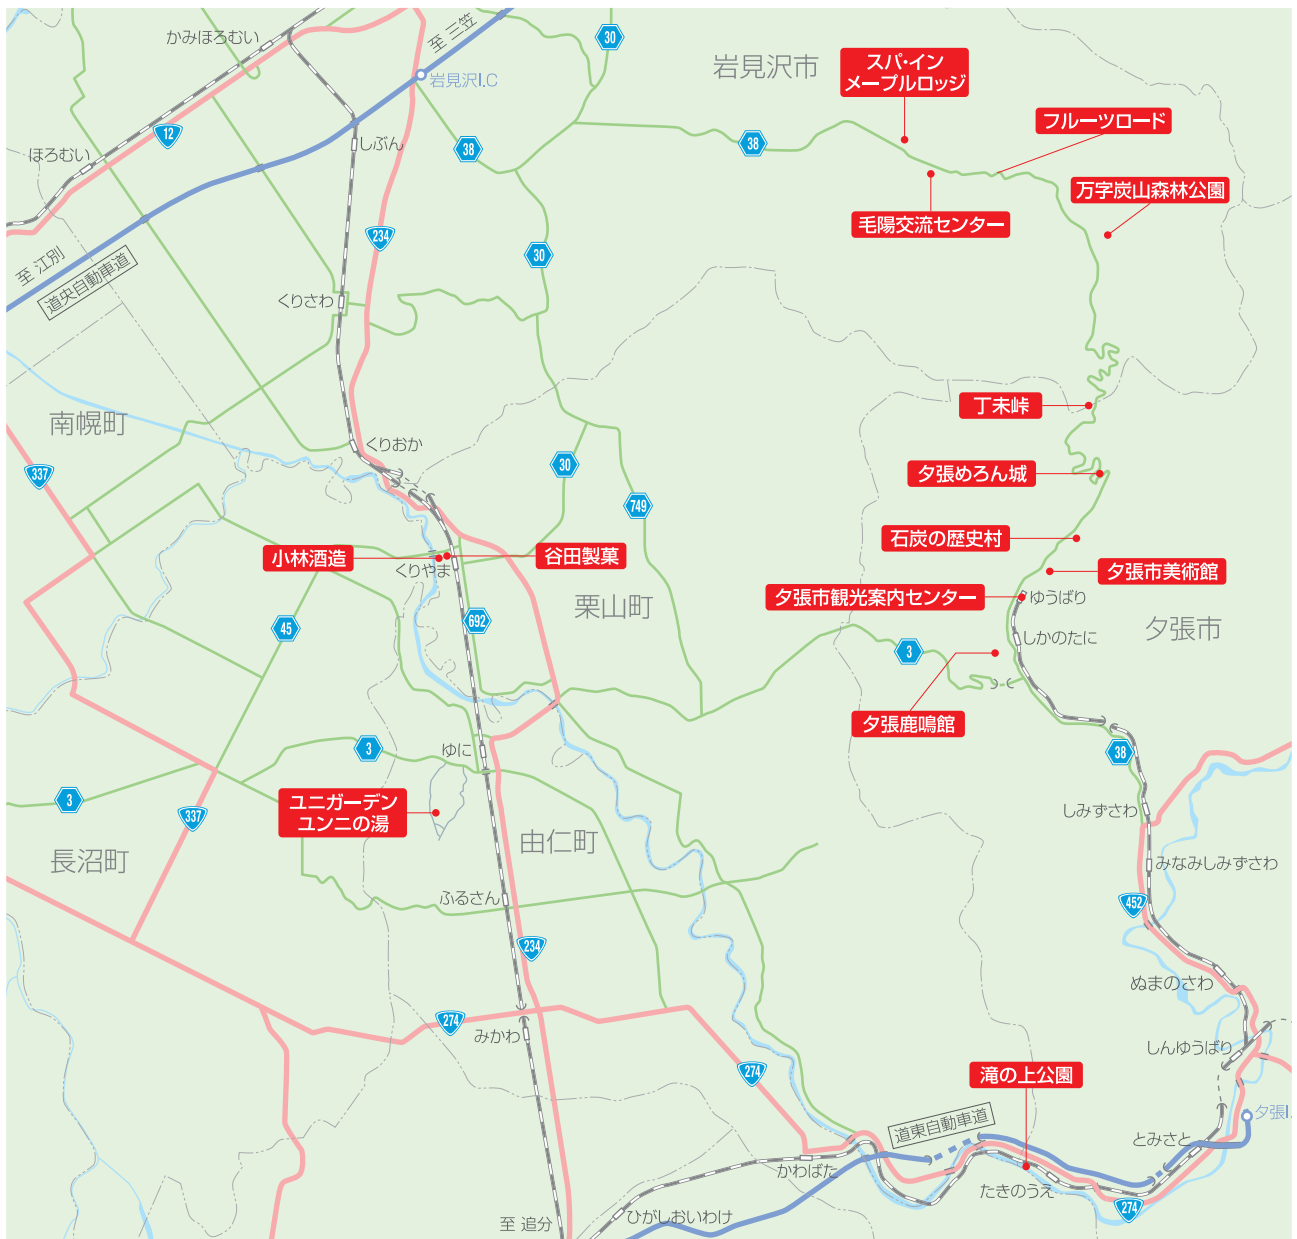 かみほろむい
至 三笠
30
岩見沢市
スパ・イン
メープルロッジ
岩見沢I.C
フルーツロード
12
しぶん
38
38
ほろむい
万字炭山森林公園
毛陽交流センター
234
30
至 江別
道央自動車道
くりさわ
丁未峠
南幌町
くりおか
337
30
夕張めろん城
749
石炭の歴史村
小林酒造
谷田製菓
くりやま
夕張市美術館
夕張市観光案内センター
ゆうばり
栗山町
692
45
しかのたに
夕張市
3
夕張鹿鳴館
ゆに
3
38
3
ユニガーデン
ユンニの湯
337
しみずさわ
由仁町
長沼町
みなみしみずさわ
ふるさん
452
234
ぬまのさわ
274
みかわ
しんゆうばり
274
滝の上公園
夕張I.
道東自動車道
とみさと
かわばた
たきのうえ
274
至 追分
ひがしおいわけ